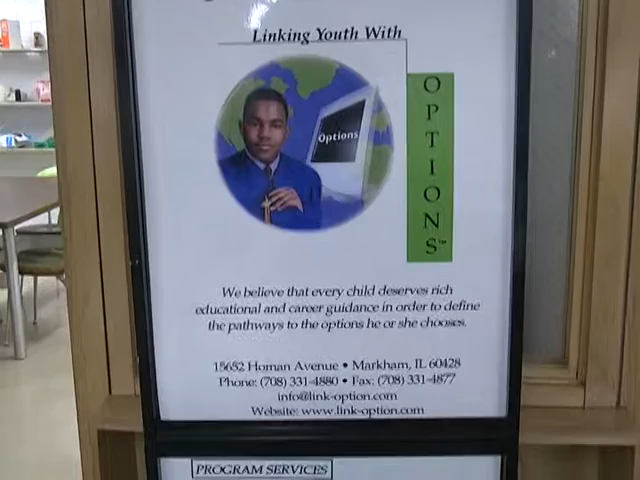 Linking Youth With
OPTIONS™
Options
We believe that every child deserves rich
educational and career guidance in order to define
the pathways to the options he or she chooses.
15652 Homan Avenue • Markham, IL 60428
Phone: (708) 331-4880 • Fax: (708) 331-4877
info@link-option.com
Website: www.link-option.com
PROGRAM SERVICES